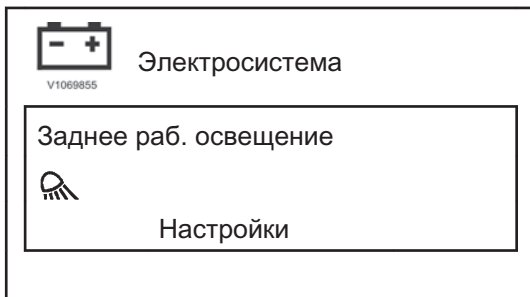 Электросистема
V1069855
Заднее раб. освещение
Настройки